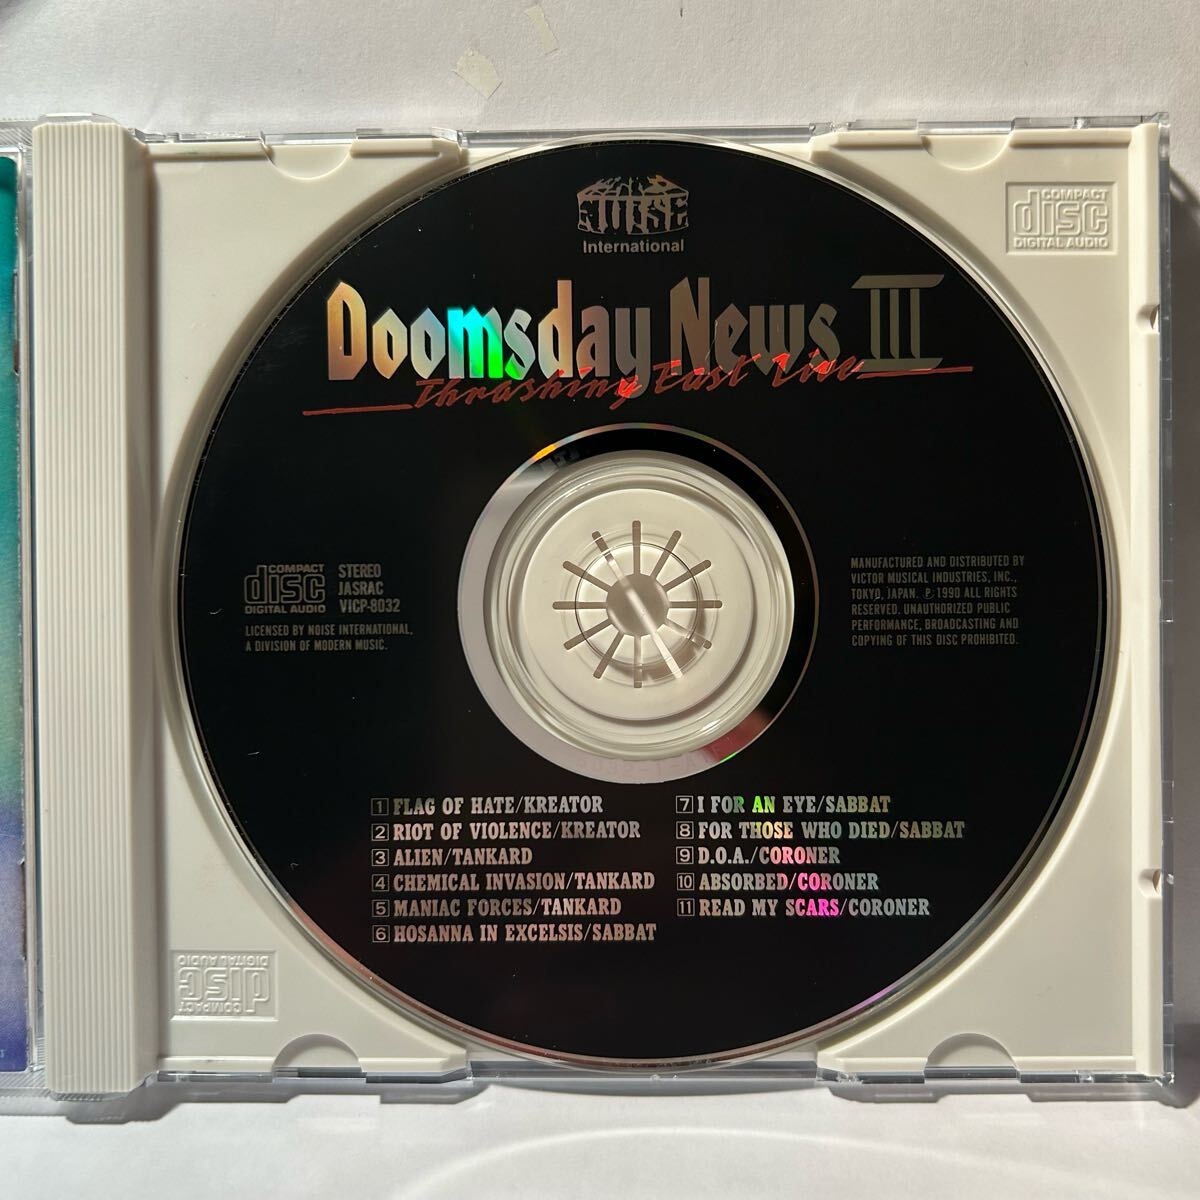 NOISE
International
Doomsday News III
Thrashing East Live
COMPACT
disc
DIGITAL AUDIO
COMPACT
disc
DIGITAL AUDIO
STEREO
JASRAC
VICP-8032
LICENSED BY NOISE INTERNATIONAL,
A DIVISION OF MODERN MUSIC.
MANUFACTURED AND DISTRIBUTED BY
VICTOR MUSICAL INDUSTRIES, INC.,
TOKYO, JAPAN. ℗ 1990 ALL RIGHTS
RESERVED. UNAUTHORIZED PUBLIC
PERFORMANCE, BROADCASTING AND
COPYING OF THIS DISC PROHIBITED.
1 FLAG OF HATE/KREATOR
2 RIOT OF VIOLENCE/KREATOR
3 ALIEN/TANKARD
4 CHEMICAL INVASION/TANKARD
5 MANIAC FORCES/TANKARD
6 HOSANNA IN EXCELSIS/SABBAT
7 I FOR AN EYE/SABBAT
8 FOR THOSE WHO DIED/SABBAT
9 D.O.A./CORONER
10 ABSORBED/CORONER
11 READ MY SCARS/CORONER
COMPACT
disc
DIGITAL AUDIO